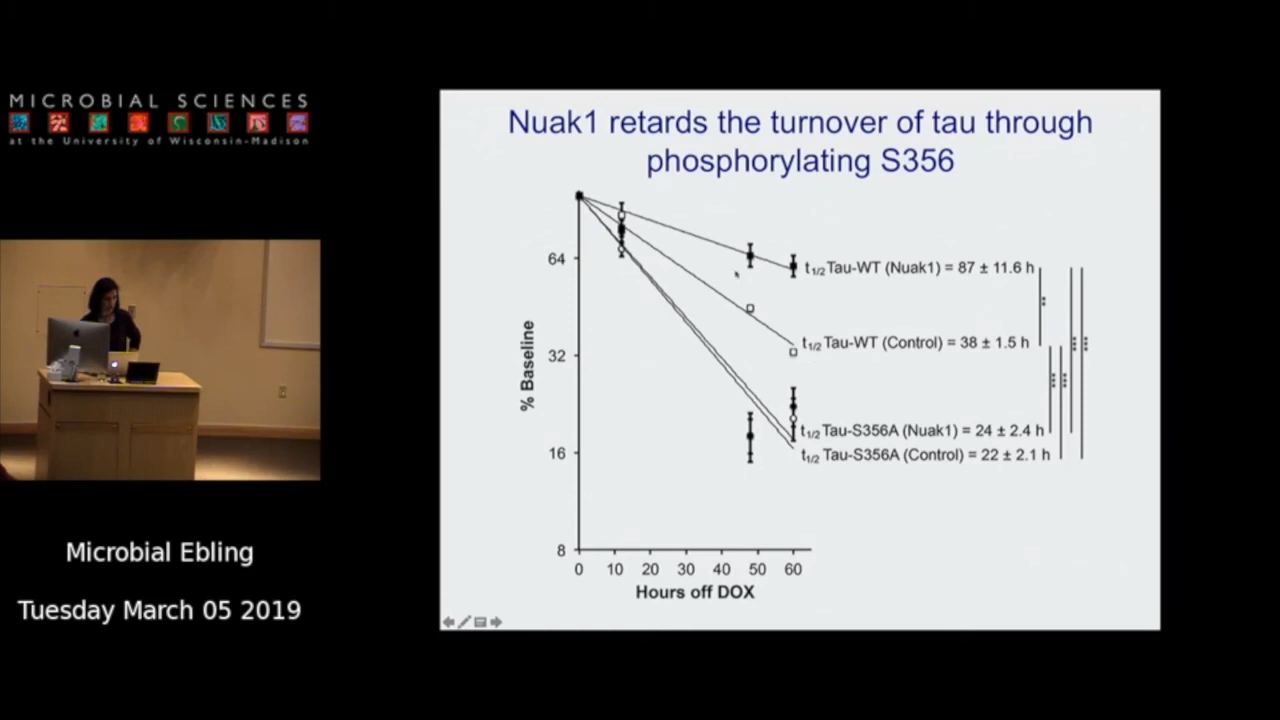 MICROBIAL SCIENCES
at the University of Wisconsin-Madison
Microbial Ebling
Tuesday March 05 2019
Nuak1 retards the turnover of tau through
phosphorylating S356
% Baseline
64
32
16
8
0 10 20 30 40 50 60
Hours off DOX
t1/2 Tau-WT (Nuak1) = 87 ± 11.6 h
t1/2 Tau-WT (Control) = 38 ± 1.5 h
t1/2 Tau-S356A (Nuak1) = 24 ± 2.4 h
t1/2 Tau-S356A (Control) = 22 ± 2.1 h
**
***
***
***
***